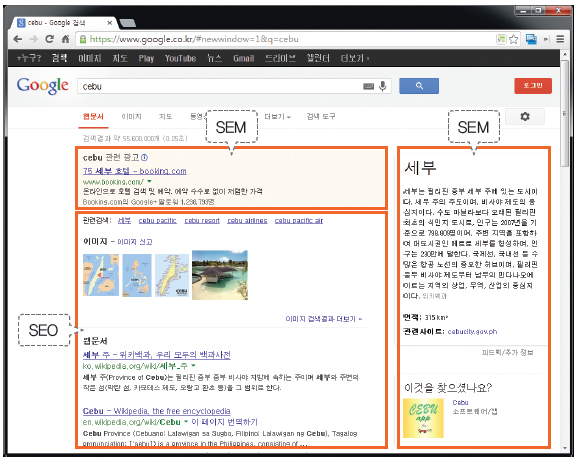 cebu - Google 검색
https://www.google.co.kr/#newwindow=1&q=cebu
+누구? 검색 이미지 지도 Play YouTube 뉴스 Gmail 드라이브 캘린더 더보기
Google
cebu
로그인
웹문서 이미지 지도 더보기 검색 도구
검색결과 약 55,600,000개 (0.25초)
SEM
SEM
cebu 관련 광고
75 세부 호텔 - booking.com
www.booking.com/
온라인으로 호텔 검색 및 예약. 예약 수수료 없이 저렴한 가격
Booking.com의 Google+ 팔로워 1,298,793명
관련검색: 세부 cebu pacific cebu resort cebu airlines cebu pacific air
이미지 - 이미지 신고
이미지 검색결과 더보기 »
SEO
웹문서
세부 주 - 위키백과, 우리 모두의 백과사전
ko.wikipedia.org/wiki/세부_주
세부 주(Province of Cebu)는 필리핀 중부 중부 비사야 지방에 속하는 주이며 세부와 주변의
작은 섬(막탄 섬, 카모테스 제도, 오랑고 환초 등)을 그 범위로 한다.
Cebu - Wikipedia, the free encyclopedia
en.wikipedia.org/wiki/Cebu 이 페이지 번역하기
Cebu Province (Cebuano: Lalawigan sa Sugbo, Filipino: Lalawigan ng Cebu), Tagalog
pronunciation: ['sebu]) is a province in the Philippines, consisting of ...
세부
세부는 필리핀 중부 세부 주에 있는 도시이
다. 세부 주의 주도이며, 비사야 제도의 중
심지이다. 수도 마닐라보다 오래된 필리핀
최초의 식민지 도시로, 인구는 2007년을 기
준으로 798,809명이며, 주변 지역을 포함하
여 대도시권인 메트로 세부를 형성하며, 인
구는 230만에 달한다. 국제선, 국내선 등 수
많은 항공 노선의 중요한 허브이며, 필리핀
중부 비사야 제도부터 남부의 민다나오에
이르는 지역의 상업, 무역, 산업의 중심지
이다. 위키백과
면적: 315 km²
관련사이트: cebucity.gov.ph
피드백/추가 정보
이것을 찾으셨나요?
CEBU
app
Cebu
소프트웨어/앱